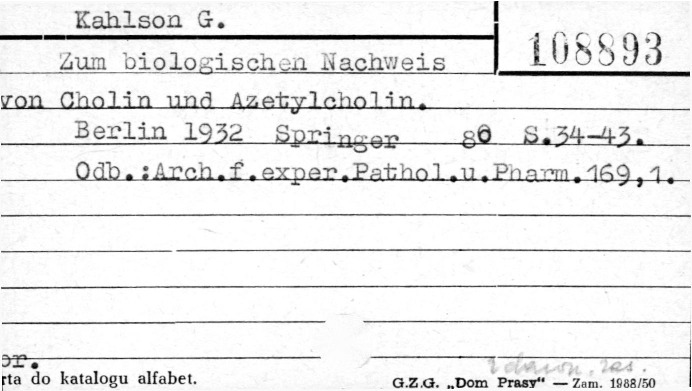 Kahlson G.
108893
Zum biologischen Nachweis
von Cholin und Azetylcholin.
Berlin 1932 Springer 8o S.34-43.
Odb.:Arch.f.exper.Pathol.u.Pharm.169,1.
or.
rta do katalogu alfabet.
G.Z.G. „Dom Prasy" — Zam. 1988/50